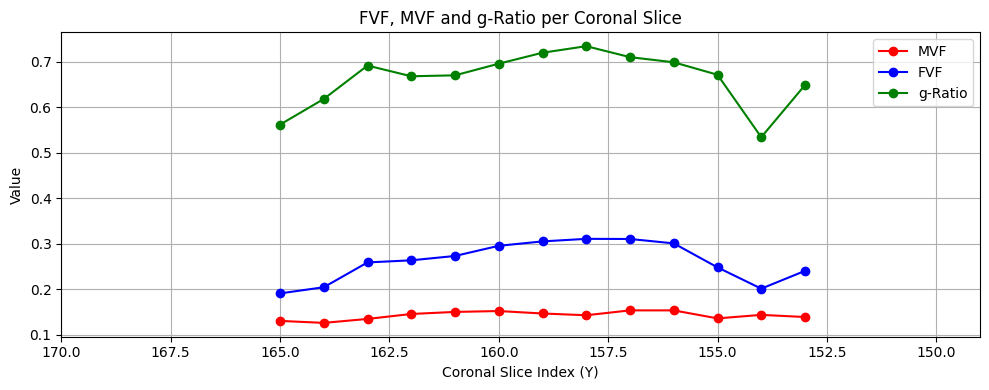 FVF, MVF and g-Ratio per Coronal Slice
MVF
FVF
g-Ratio
Value
0.7
0.6
0.5
0.4
0.3
0.2
0.1
170.0 167.5 165.0 162.5 160.0 157.5 155.0 152.5 150.0
Coronal Slice Index (Y)